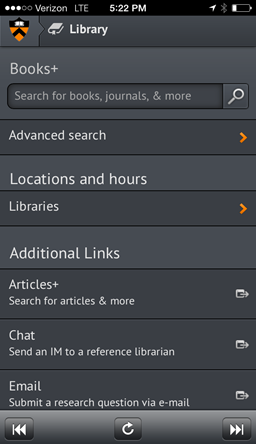 Verizon LTE 5:22 PM
Library
Books+
Search for books, journals, & more
Advanced search
Locations and hours
Libraries
Additional Links
Articles+
Search for articles & more
Chat
Send an IM to a reference librarian
Email
Submit a research question via e-mail